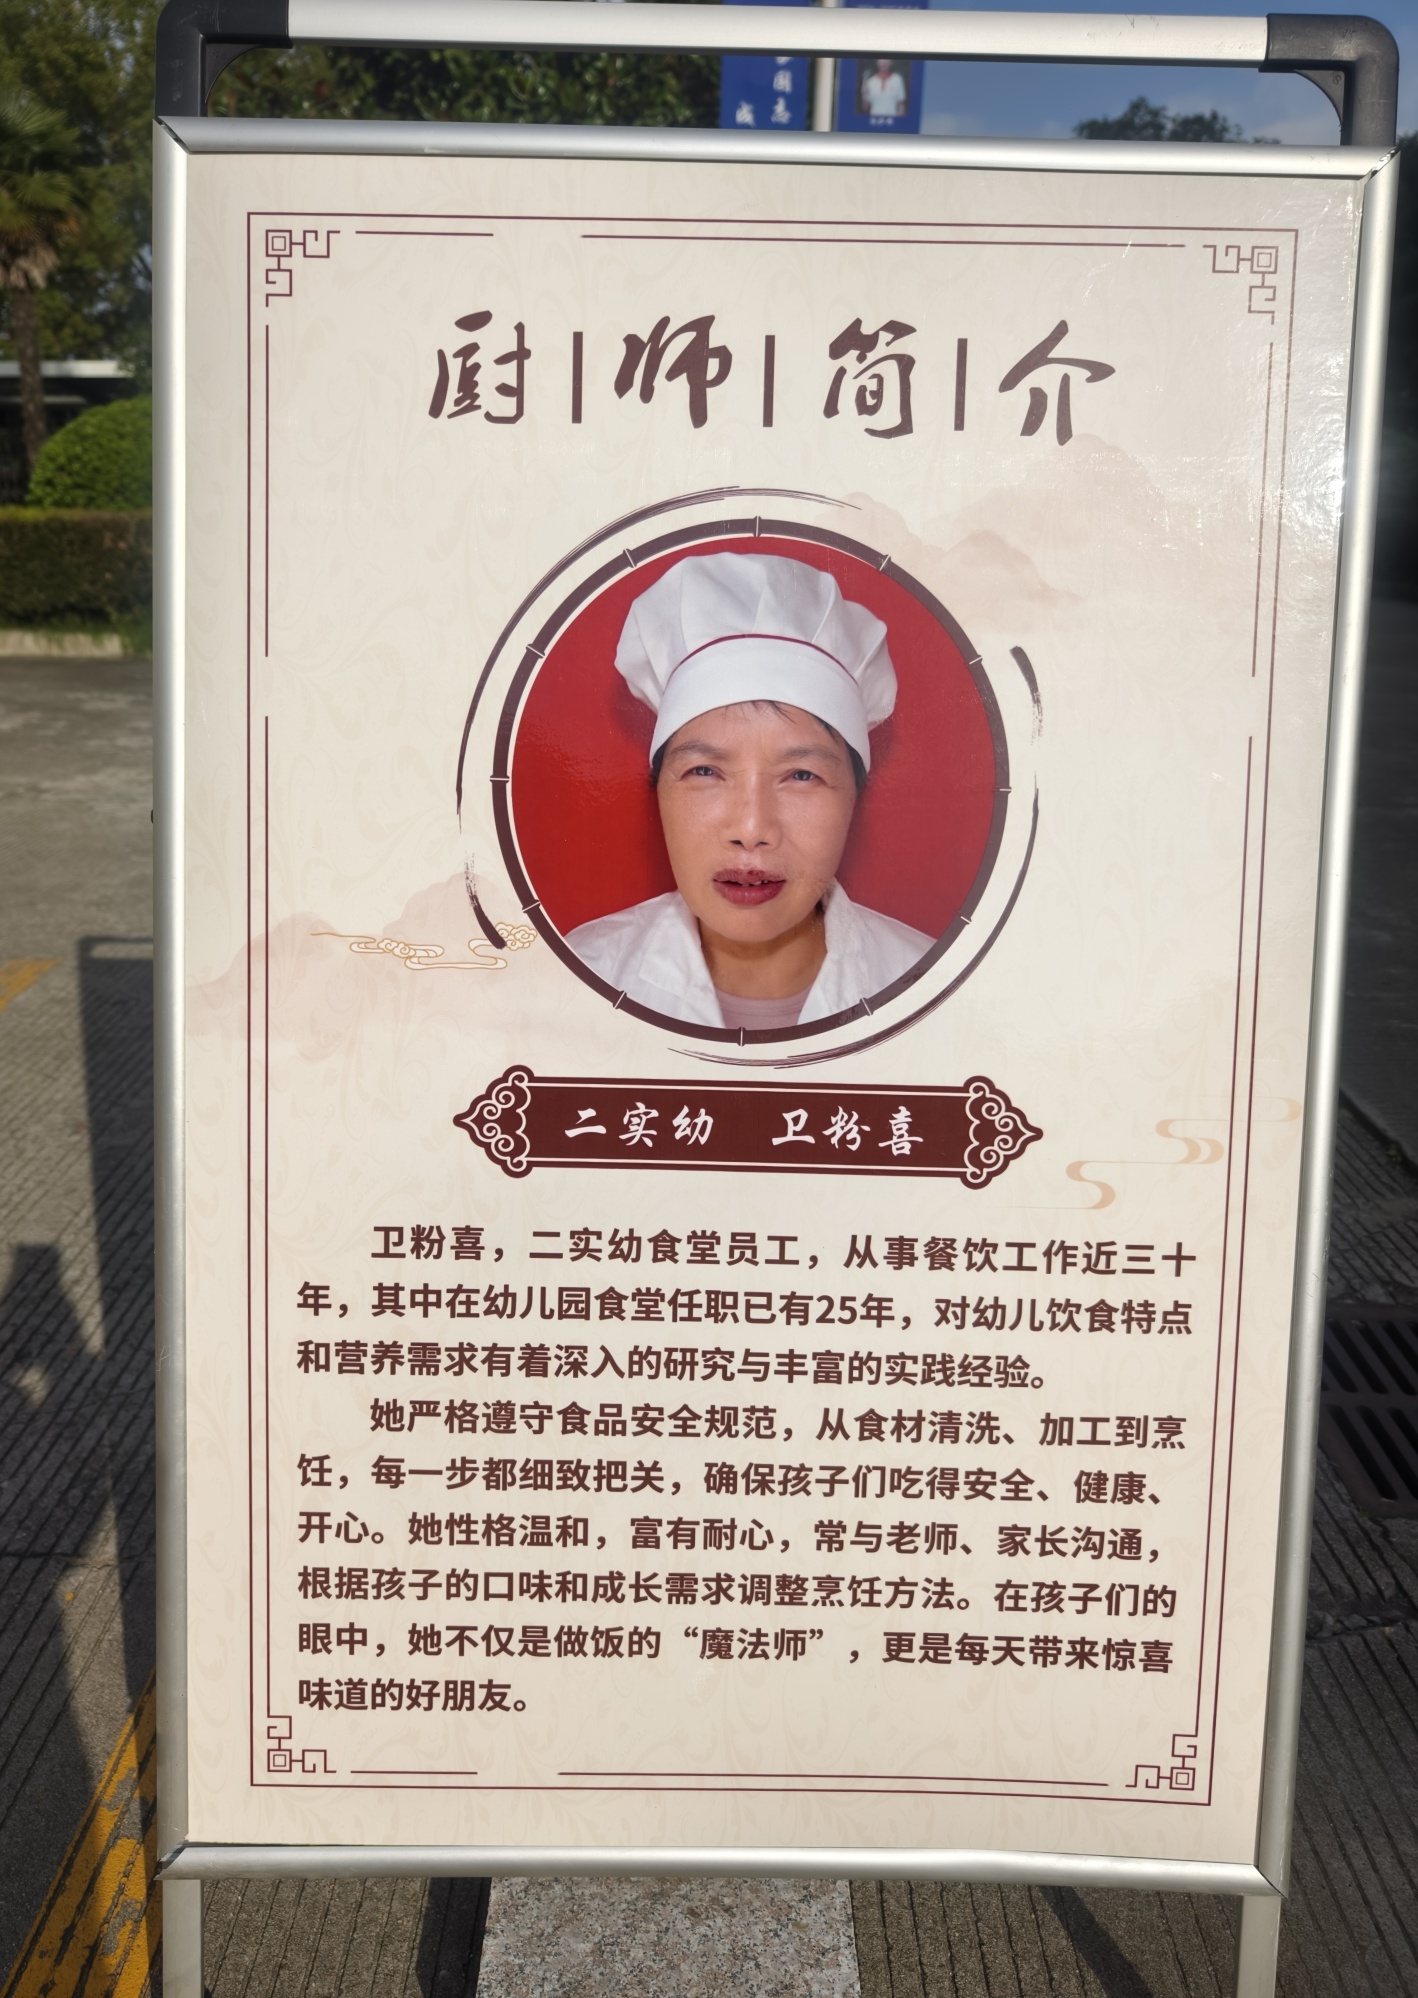 国志
成
厨|师|简|介
二实幼 卫粉喜
卫粉喜，二实幼食堂员工，从事餐饮工作近三十
年，其中在幼儿园食堂任职已有25年，对幼儿饮食特点
和营养需求有着深入的研究与丰富的实践经验。
她严格遵守食品安全规范，从食材清洗、加工到烹
饪，每一步都细致把关，确保孩子们吃得安全、健康、
开心。她性格温和，富有耐心，常与老师、家长沟通，
根据孩子的口味和成长需求调整烹饪方法。在孩子们的
眼中，她不仅是做饭的“魔法师”，更是每天带来惊喜
味道的好朋友。